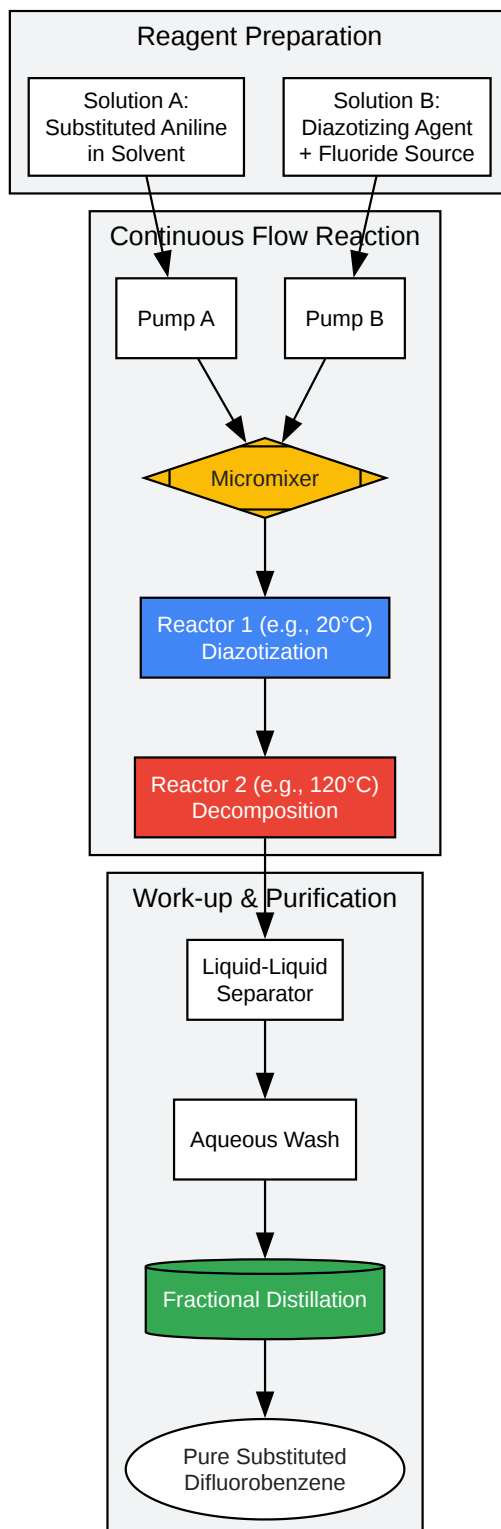 Reagent Preparation
Solution A:
Substituted Aniline
in Solvent
Solution B:
Diazotizing Agent
+ Fluoride Source
Continuous Flow Reaction
Pump A
Pump B
Micromixer
Reactor 1 (e.g., 20°C)
Diazotization
Reactor 2 (e.g., 120°C)
Decomposition
Work-up & Purification
Liquid-Liquid
Separator
Aqueous Wash
Fractional Distillation
Pure Substituted
Difluorobenzene